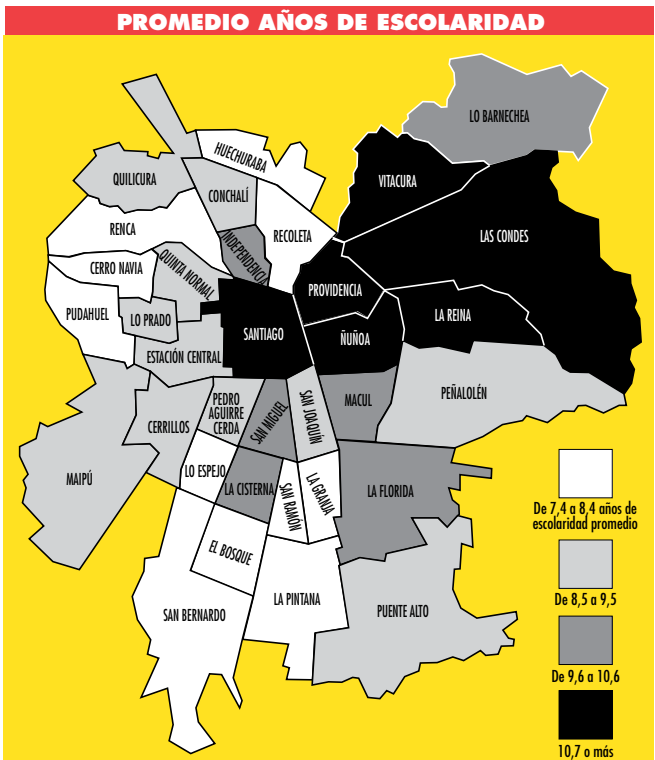 PROMEDIO AÑOS DE ESCOLARIDAD
LO BARNECHEA
HUECHURABA
VITACURA
QUILICURA
CONCHALÍ
RENCA
RECOLETA
LAS CONDES
INDEPENDENCIA
CERRO NAVIA
QUINTA NORMAL
PROVIDENCIA
PUDAHUEL
LO PRADO
LA REINA
SANTIAGO
ÑUÑOA
ESTACIÓN CENTRAL
PEÑALOLÉN
PEDRO
AGUIRRE
CERDA
SAN JOAQUÍN
MACUL
CERRILLOS
SAN MIGUEL
MAIPÚ
LO ESPEJO
LA CISTERNA
SAN RAMÓN
LA GRANJA
LA FLORIDA
EL BOSQUE
SAN BERNARDO
LA PINTANA
PUENTE ALTO
De 7,4 a 8,4 años de
escolaridad promedio
De 8,5 a 9,5
De 9,6 a 10,6
10,7 o más